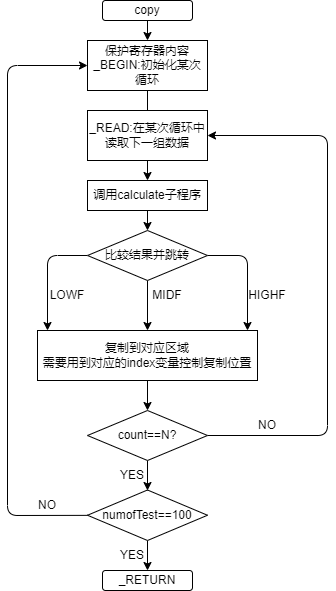 copy
保护寄存器内容
_BEGIN:初始化某次
循环
_READ:在某次循环中
读取下一组数据
调用calculate子程序
比较结果并跳转
LOWF
MIDF
HIGHF
复制到对应区域
需要用到对应的index变量控制复制位置
count==N?
NO
YES
numofTest==100
NO
YES
_RETURN